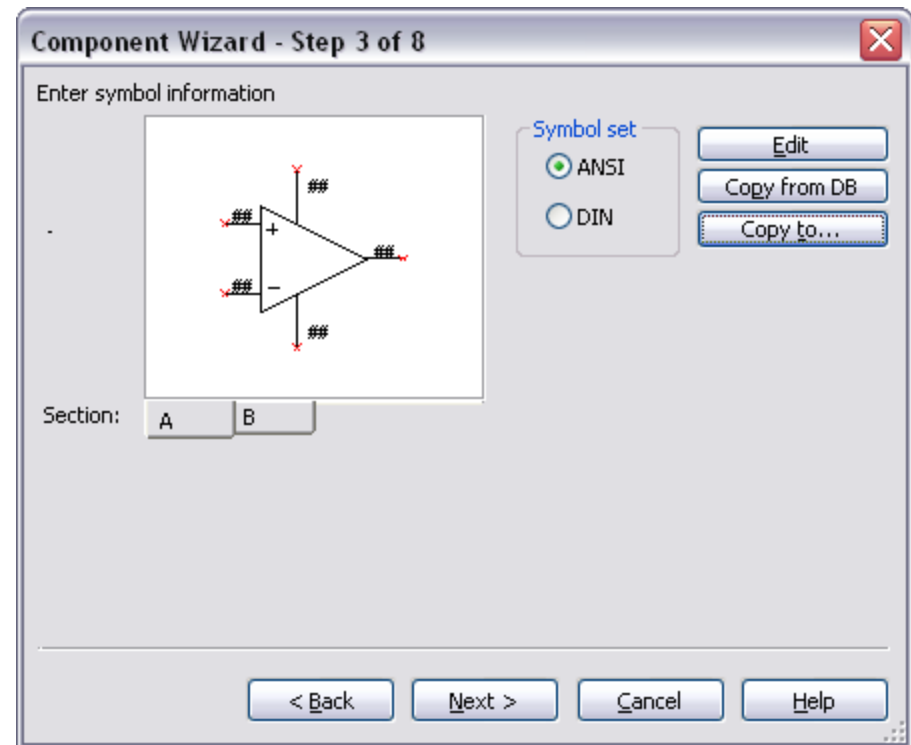 Component Wizard - Step 3 of 8
Enter symbol information
Symbol set
ANSI
DIN
Edit
Copy from DB
Copy to...
##
##
+
##
##
−
##
-
Section:
A
B
< Back
Next >
Cancel
Help